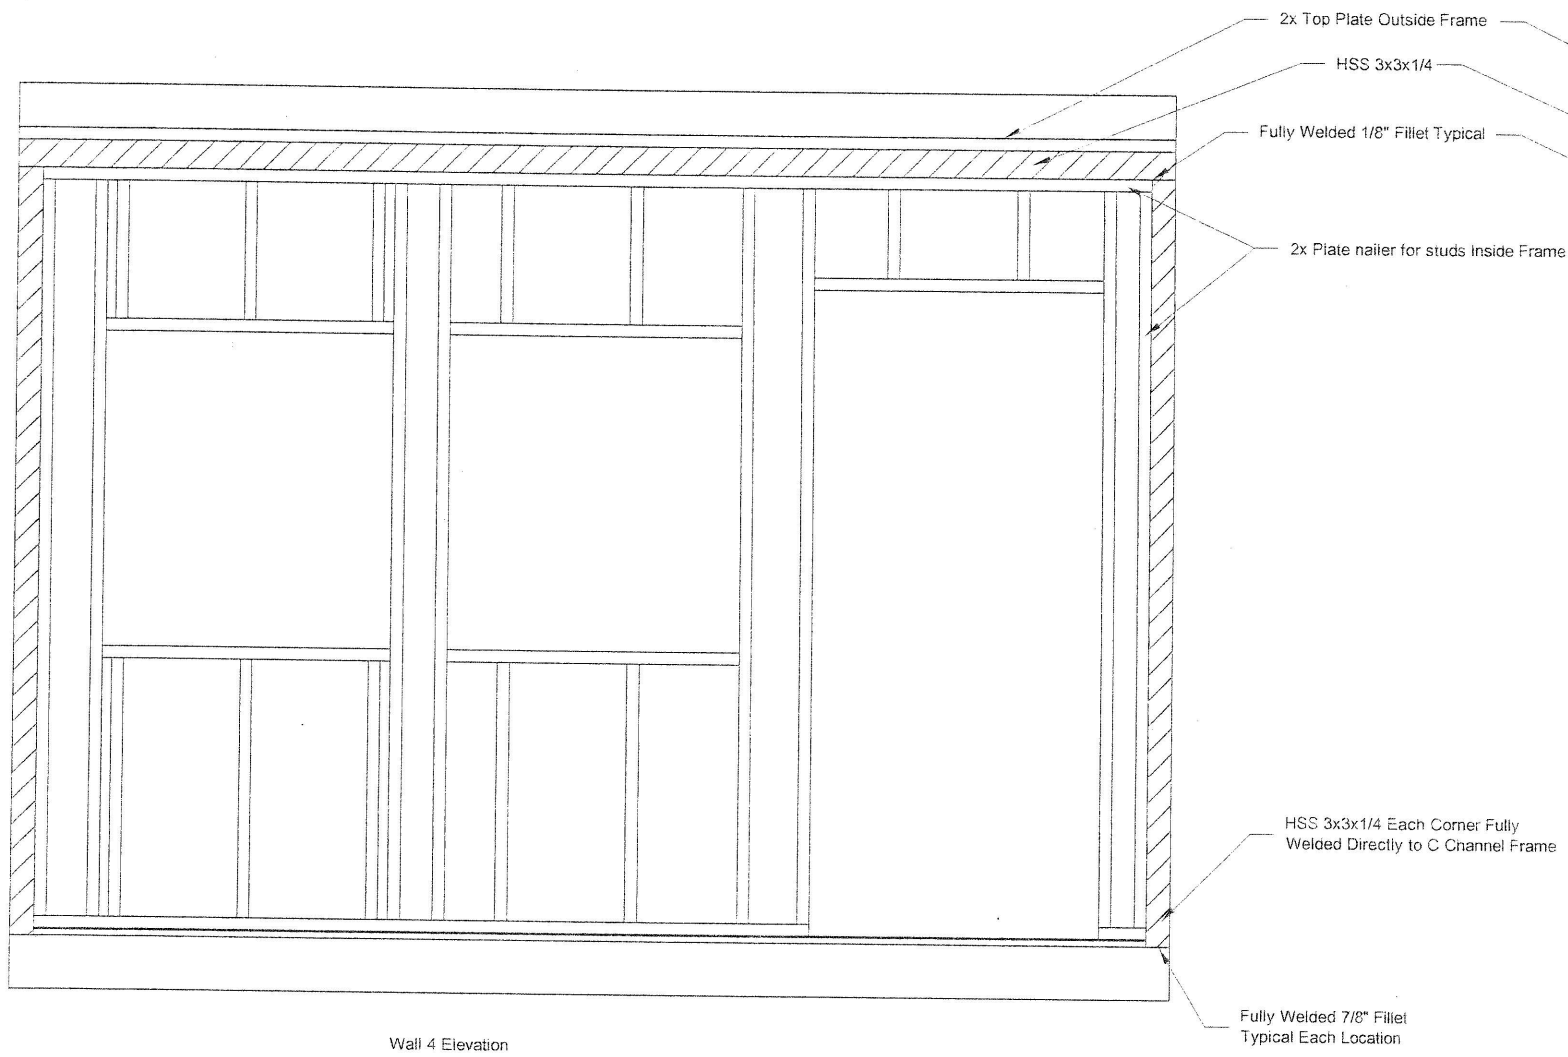 2x Top Plate Outside Frame
HSS 3x3x1/4
Fully Welded 1/8" Fillet Typical
2x Plate nailer for studs Inside Frame
HSS 3x3x1/4 Each Corner Fully
Welded Directly to C Channel Frame
Fully Welded 7/8" Fillet
Typical Each Location
Wall 4 Elevation